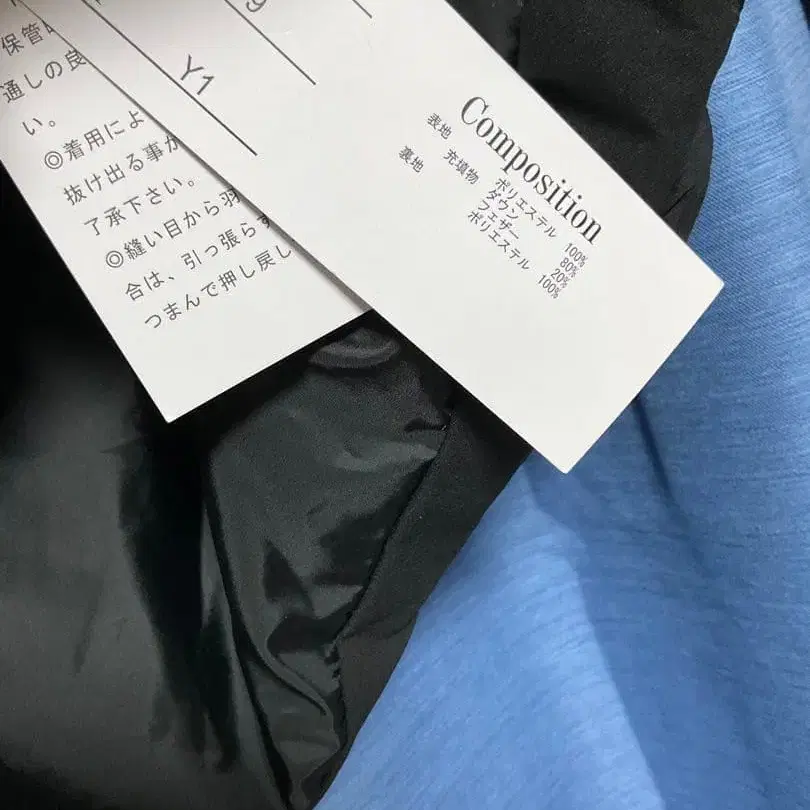 保管
通しの良
い。
◎着用によ
抜け出る事が
了承下さい。
◎縫い目から羽
合は、引っ張らず
つまんで押し戻し
Y1
Composition
表地 ポリエステル 100%
充填物 ダウン 80%
フェザー 20%
裏地 ポリエステル 100%